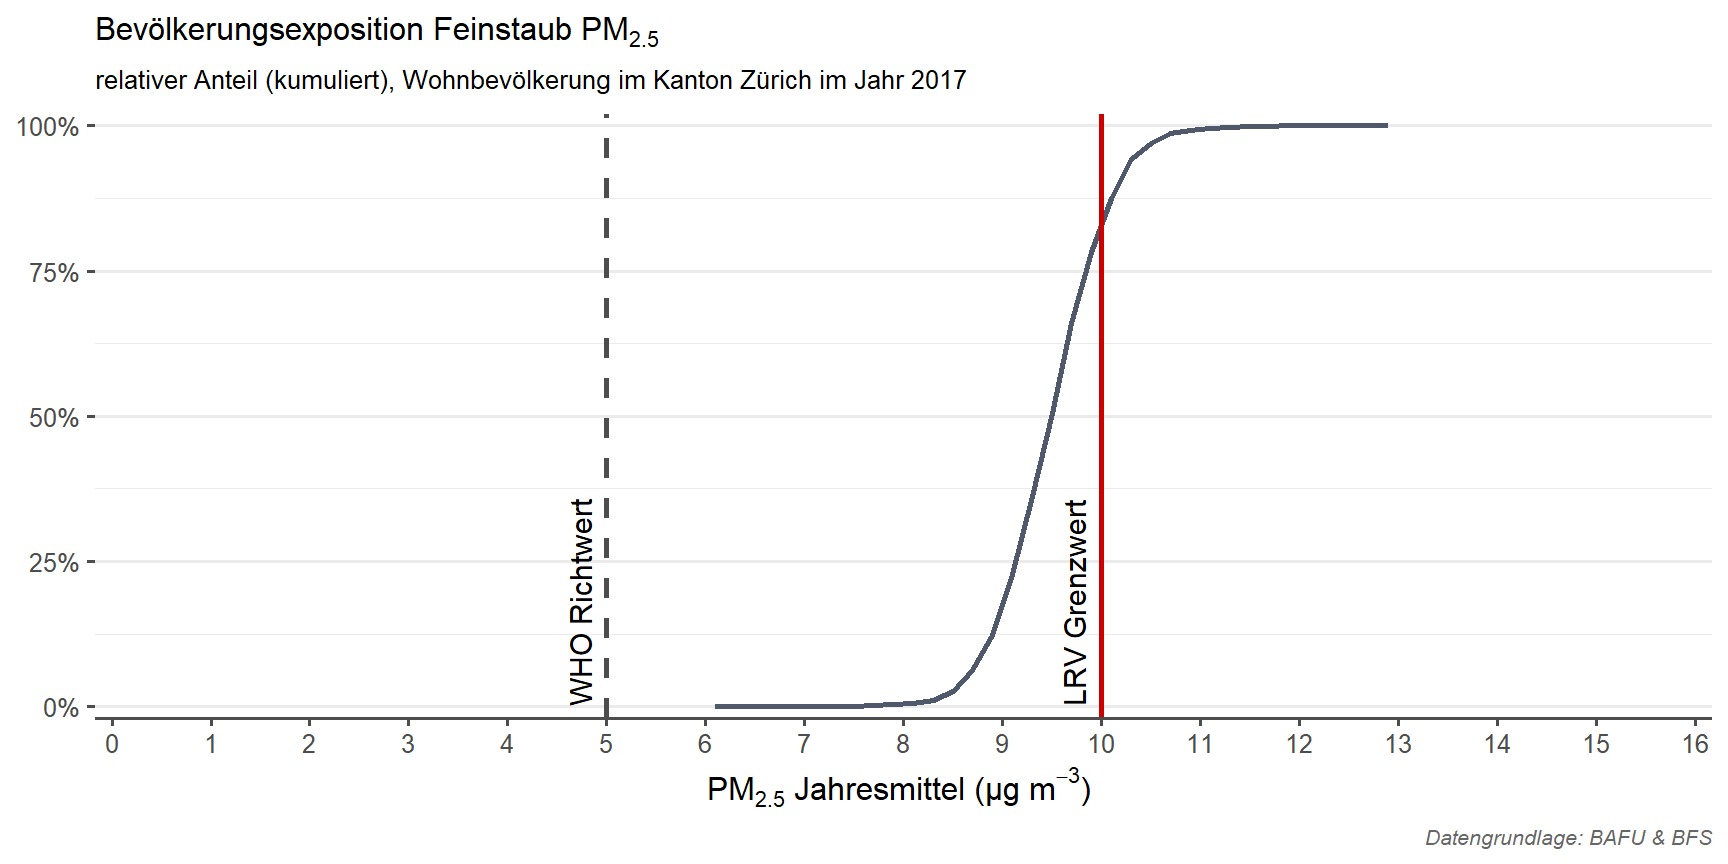 Bevölkerungsexposition Feinstaub PM2.5
relativer Anteil (kumuliert), Wohnbevölkerung im Kanton Zürich im Jahr 2017
100%
75%
50%
25%
0%
WHO Richtwert
LRV Grenzwert
0 1 2 3 4 5 6 7 8 9 10 11 12 13 14 15 16
PM2.5 Jahresmittel (µg m−3)
Datengrundlage: BAFU & BFS